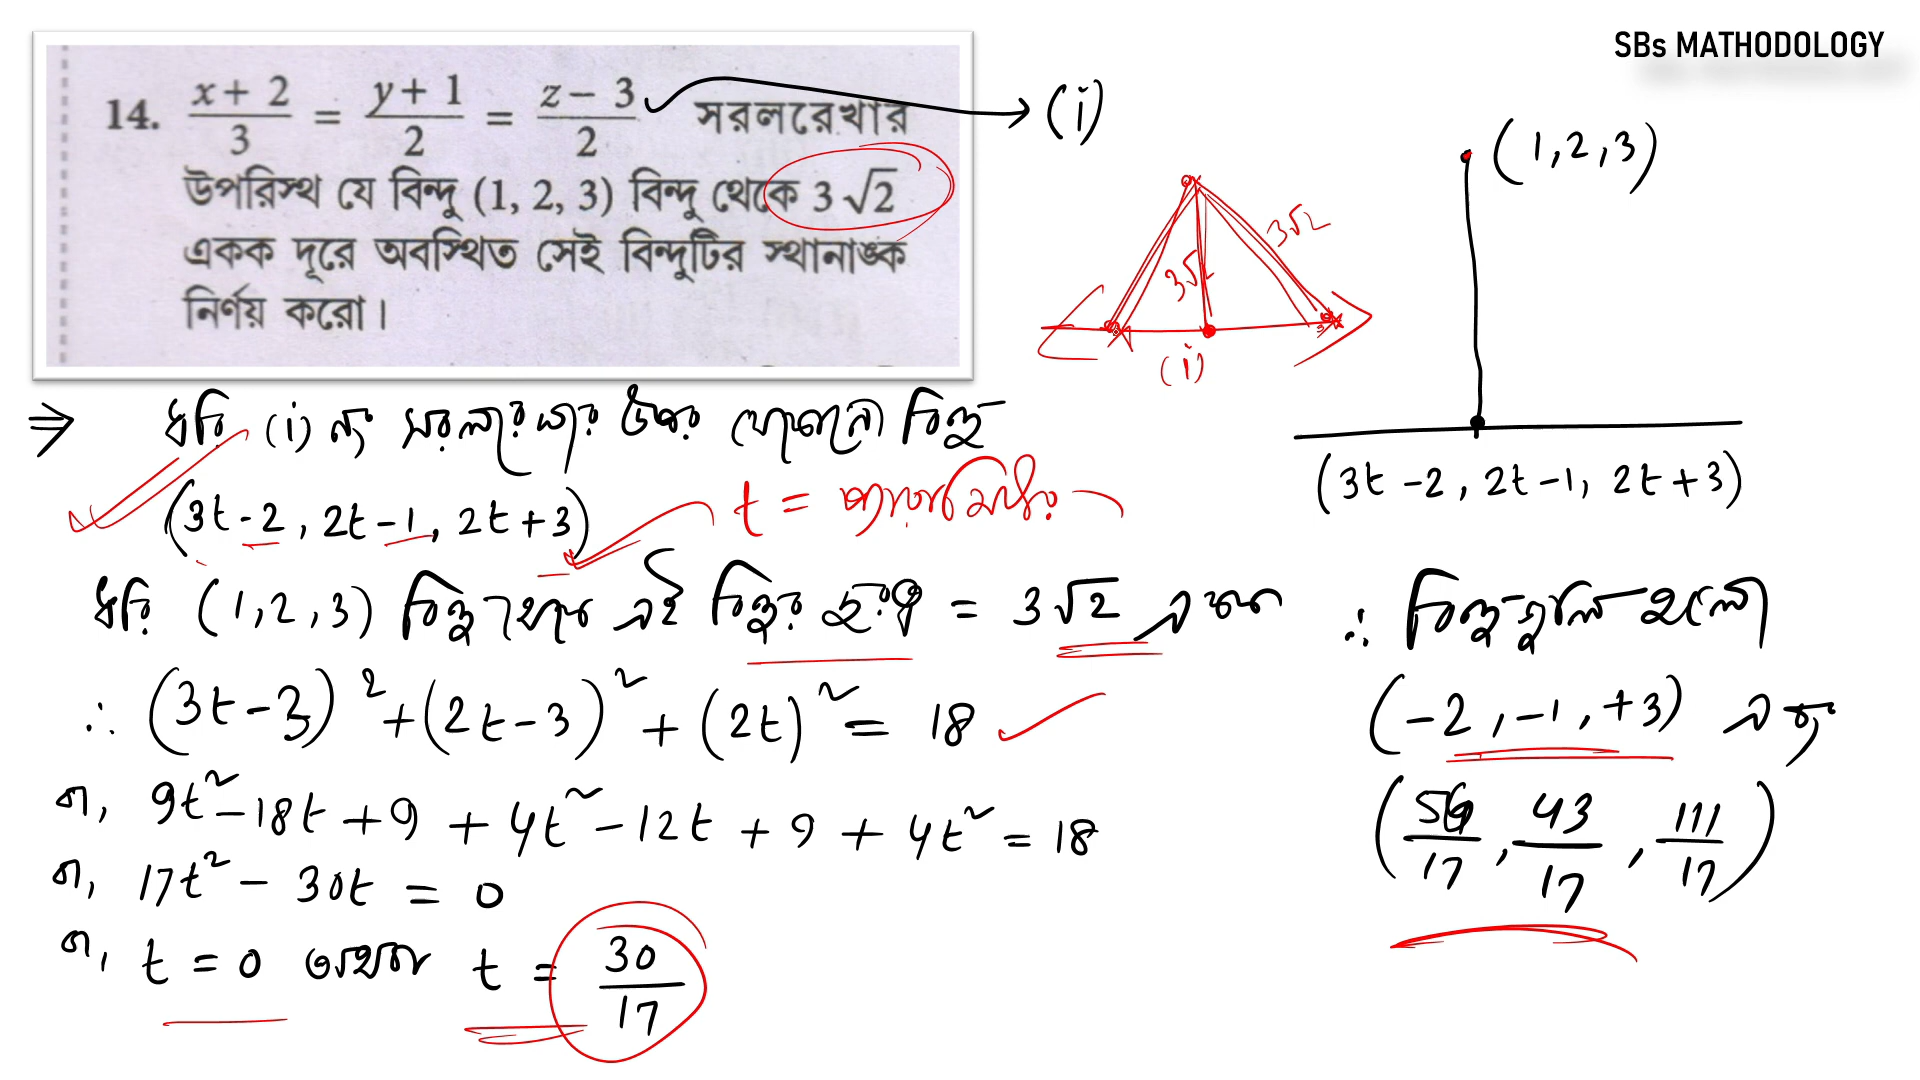 SBs MATHODOLOGY
14. (x + 2)/3 = (y + 1)/2 = (z − 3)/2 সরলরেখার → (i)
উপরিস্থ যে বিন্দু (1, 2, 3) বিন্দু থেকে 3√2
একক দূরে অবস্থিত সেই বিন্দুটির স্থানাঙ্ক
নির্ণয় করো।
3√2
3√2
(i)
(1, 2, 3)
(3t − 2, 2t − 1, 2t + 3)
⇒ ধরি (i) নং সরলরেখার উপর যেকোনো বিন্দু
(3t − 2, 2t − 1, 2t + 3)
t = প্যারামিটার
ধরি (1, 2, 3) বিন্দু থেকে এই বিন্দুর দূরত্ব = 3√2 একক
∴ (3t − 3)² + (2t − 3)² + (2t)² = 18
বা, 9t² − 18t + 9 + 4t² − 12t + 9 + 4t² = 18
বা, 17t² − 30t = 0
বা, t = 0 অথবা t = 30/17
∴ বিন্দুগুলি হলো
(−2, −1, +3) এবং
(56/17, 43/17, 111/17)